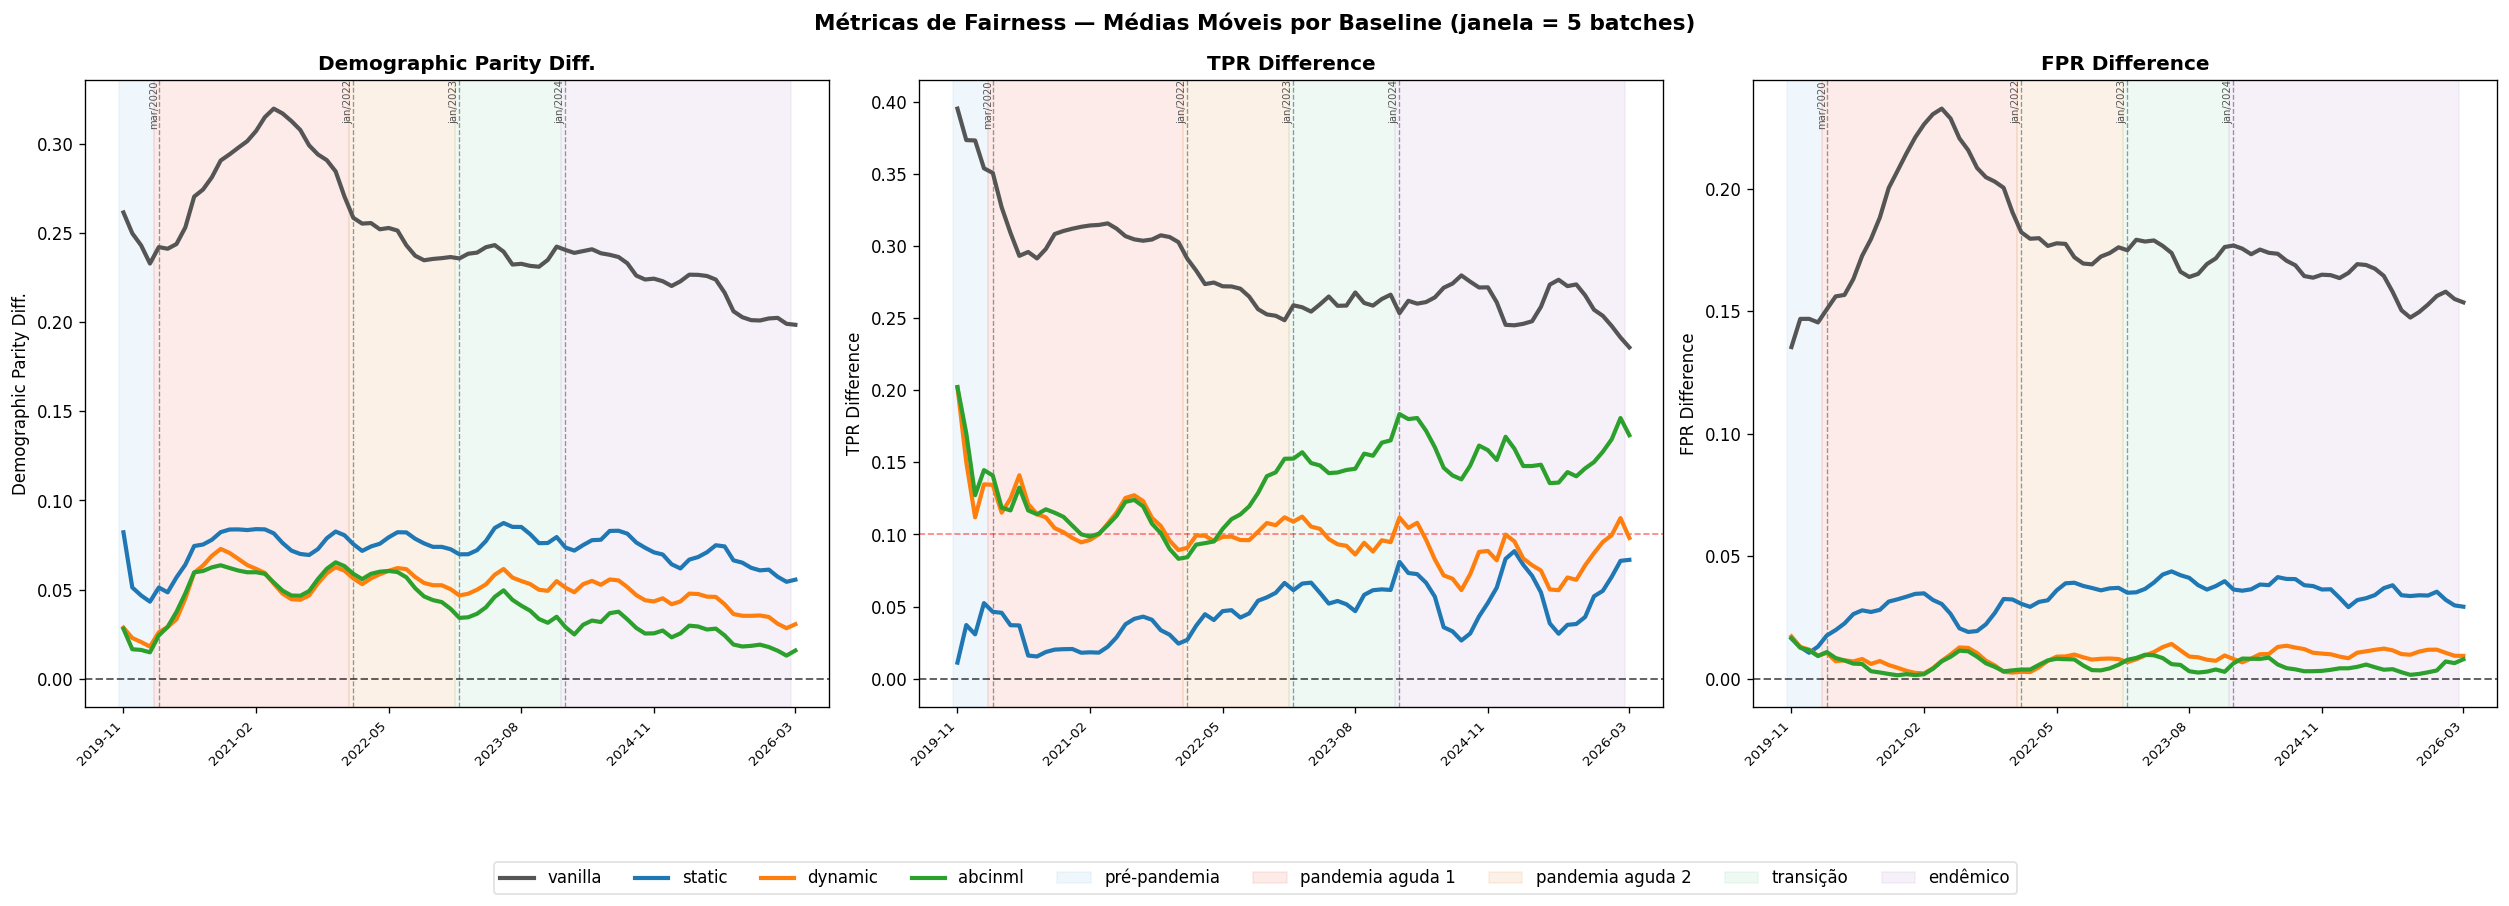 Métricas de Fairness — Médias Móveis por Baseline (janela = 5 batches)
Demographic Parity Diff.
Demographic Parity Diff.
0.30
0.25
0.20
0.15
0.10
0.05
0.00
mar/2020
jan/2022
jan/2023
jan/2024
2019-11
2021-02
2022-05
2023-08
2024-11
2026-03
TPR Difference
TPR Difference
0.40
0.35
0.30
0.25
0.20
0.15
0.10
0.05
0.00
mar/2020
jan/2022
jan/2023
jan/2024
2019-11
2021-02
2022-05
2023-08
2024-11
2026-03
FPR Difference
FPR Difference
0.20
0.15
0.10
0.05
0.00
mar/2020
jan/2022
jan/2023
jan/2024
2019-11
2021-02
2022-05
2023-08
2024-11
2026-03
vanilla static dynamic abcinml pré-pandemia pandemia aguda 1 pandemia aguda 2 transição endêmico